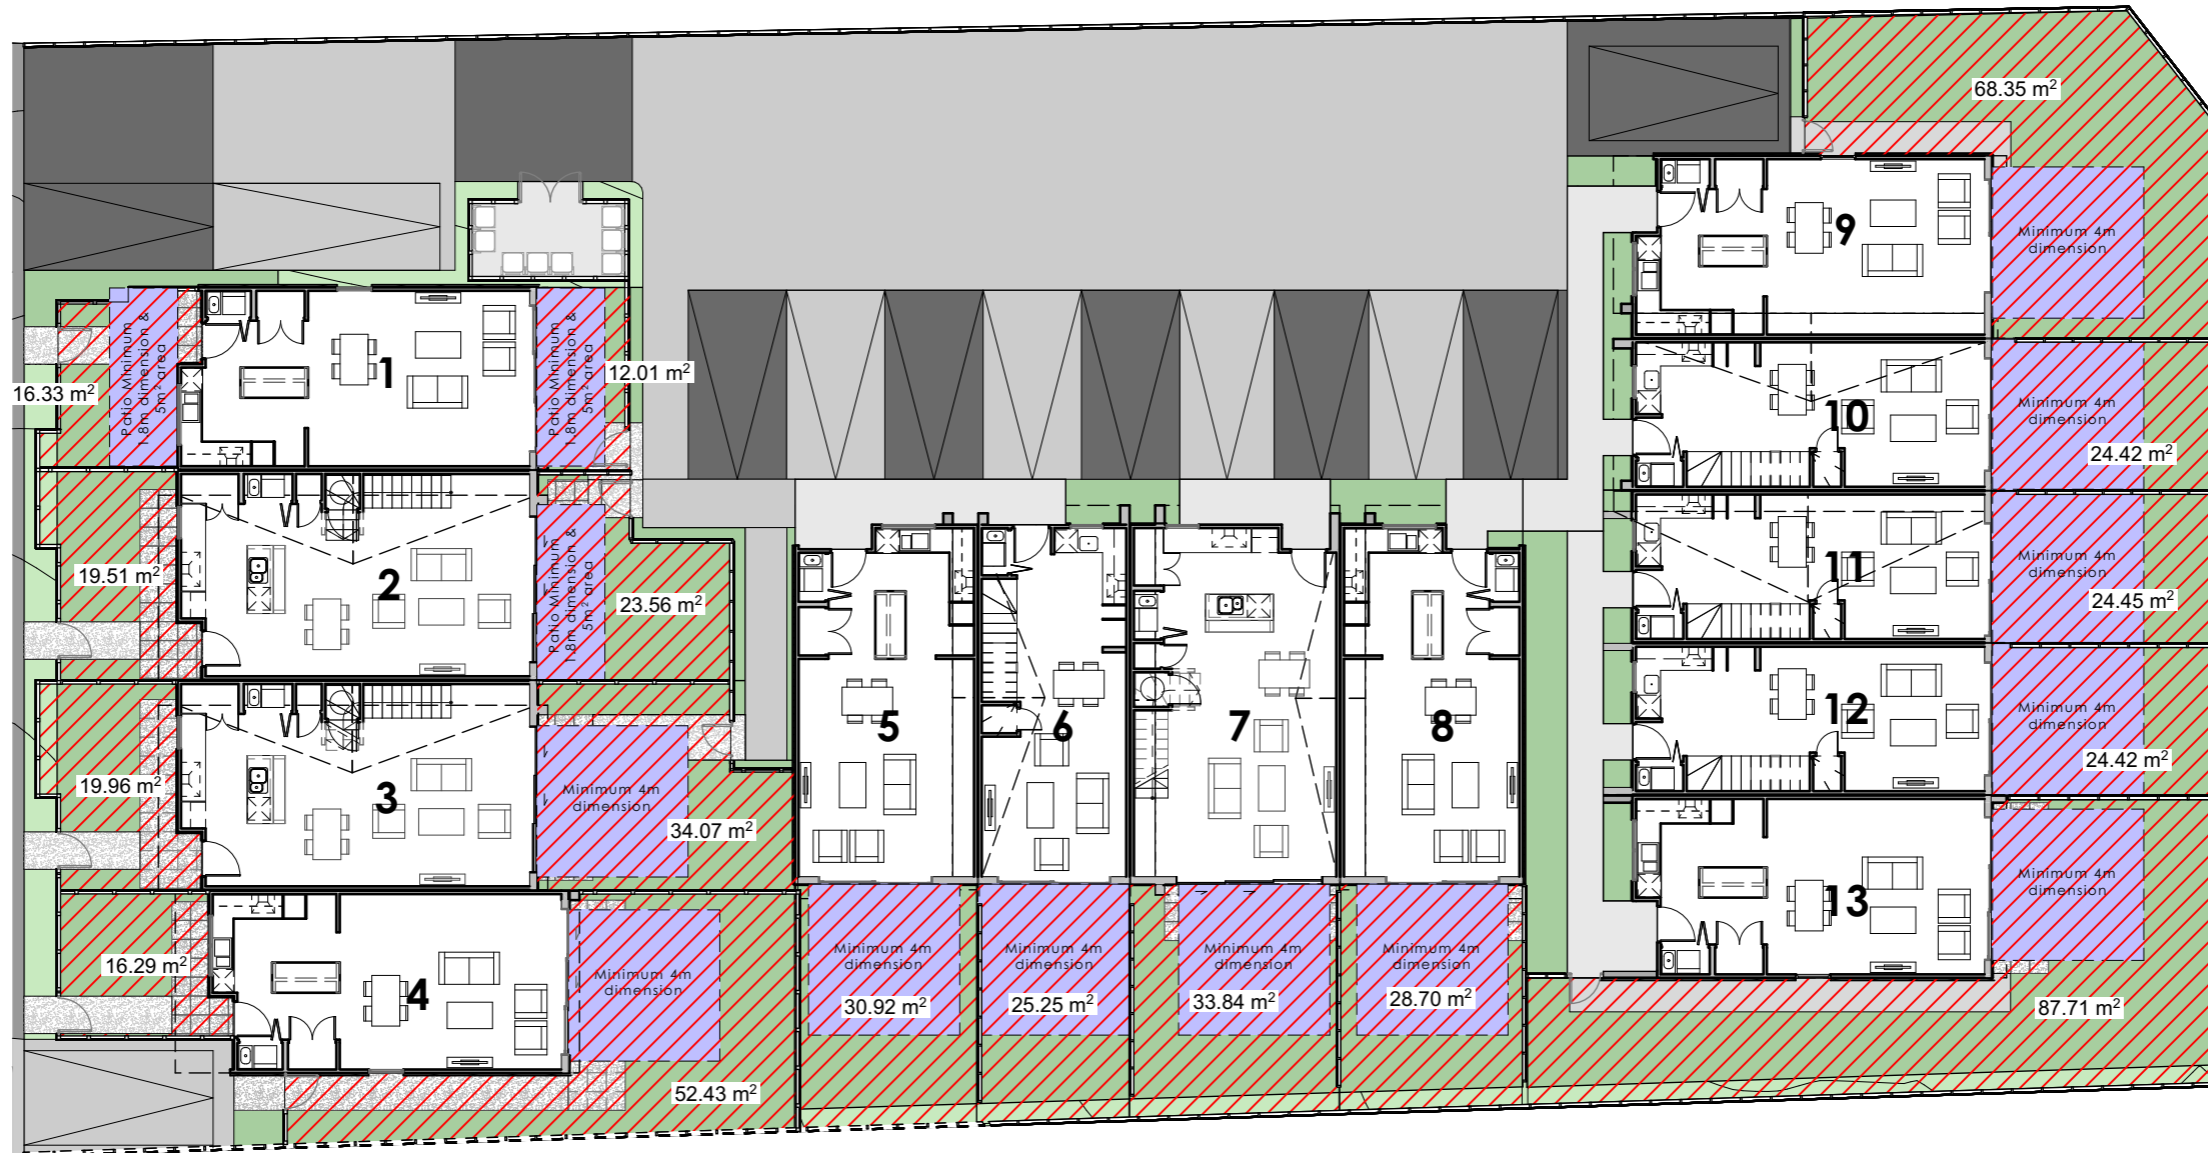 68.35 m²
9
Minimum 4m
dimension
Patio Minimum
1.8m dimension &
5m² area
1
Patio Minimum
1.8m dimension &
5m² area
16.33 m²
12.01 m²
10
Minimum 4m
dimension
24.42 m²
2
19.51 m²
Patio Minimum
1.8m dimension &
5m² area
23.56 m²
11
Minimum 4m
dimension
24.45 m²
3
19.96 m²
Minimum 4m
dimension
34.07 m²
5
6
7
8
12
Minimum 4m
dimension
24.42 m²
13
Minimum 4m
dimension
16.29 m²
4
Minimum 4m
dimension
52.43 m²
Minimum 4m
dimension
30.92 m²
Minimum 4m
dimension
25.25 m²
Minimum 4m
dimension
33.84 m²
Minimum 4m
dimension
28.70 m²
87.71 m²